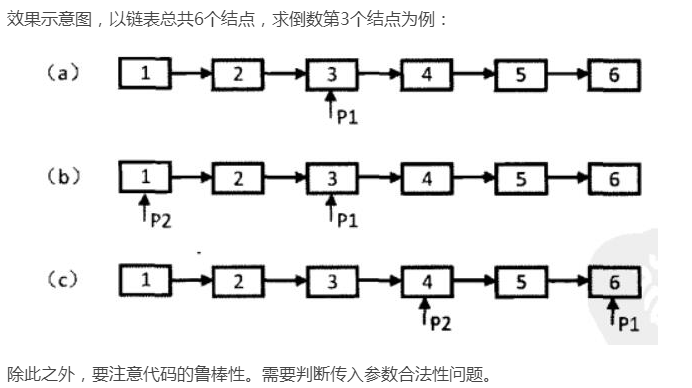 效果示意图，以链表总共6个结点，求倒数第3个结点为例：
(a) 1 2 3 4 5 6
P1
(b) 1 2 3 4 5 6
P2 P1
(c) 1 2 3 4 5 6
P2 P1
除此之外，要注意代码的鲁棒性。需要判断传入参数合法性问题。